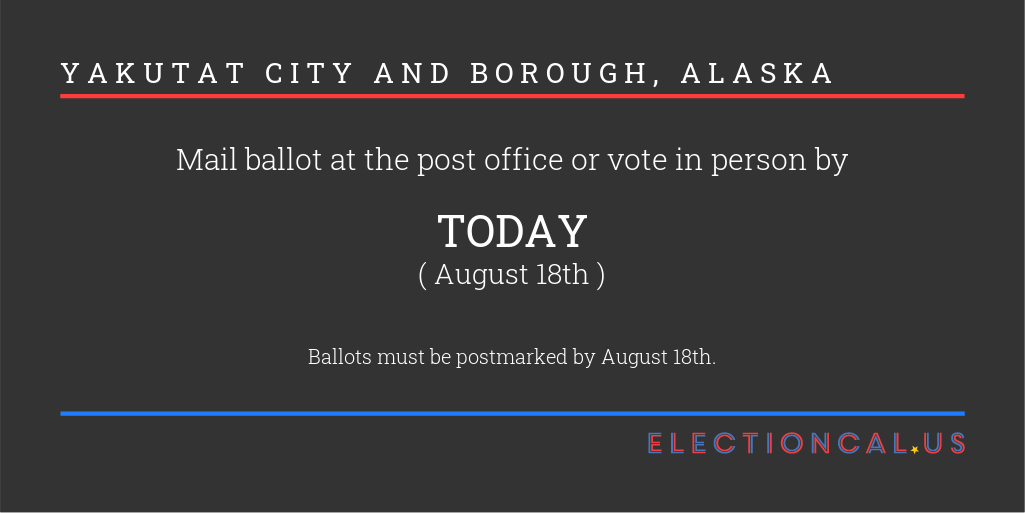 YAKUTAT CITY AND BOROUGH, ALASKA
Mail ballot at the post office or vote in person by
TODAY
( August 18th )
Ballots must be postmarked by August 18th.
ELECTIONCAL.US